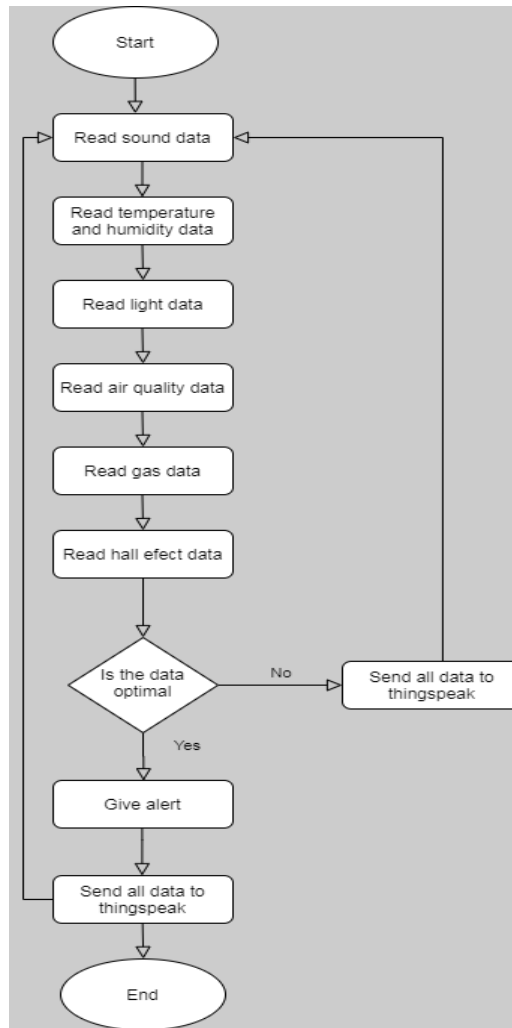 Start
Read sound data
Read temperature
and humidity data
Read light data
Read air quality data
Read gas data
Read hall efect data
Is the data
optimal
No
Send all data to
thingspeak
Yes
Give alert
Send all data to
thingspeak
End